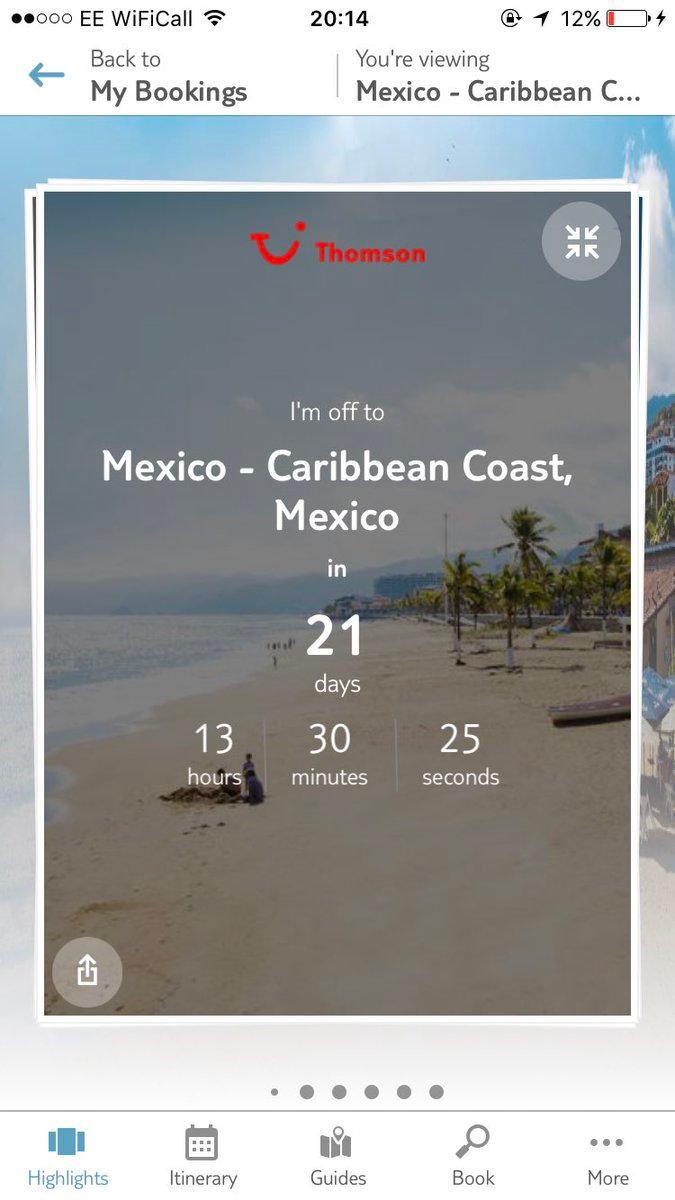 EE WiFiCall 20:14 12%
Back to
My Bookings
You're viewing
Mexico - Caribbean C...
Thomson
I'm off to
Mexico - Caribbean Coast,
Mexico
in
21
days
13 30 25
hours minutes seconds
Highlights Itinerary Guides Book More